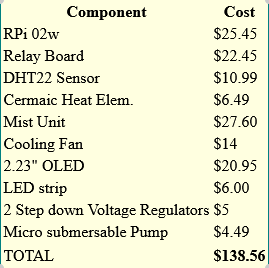 Component Cost
RPi 02w $25.45
Relay Board $22.45
DHT22 Sensor $10.99
Cermaic Heat Elem. $6.49
Mist Unit $27.60
Cooling Fan $14
2.23" OLED $20.95
LED strip $6.00
2 Step down Voltage Regulators $5
Micro submersable Pump $4.49
TOTAL $138.56